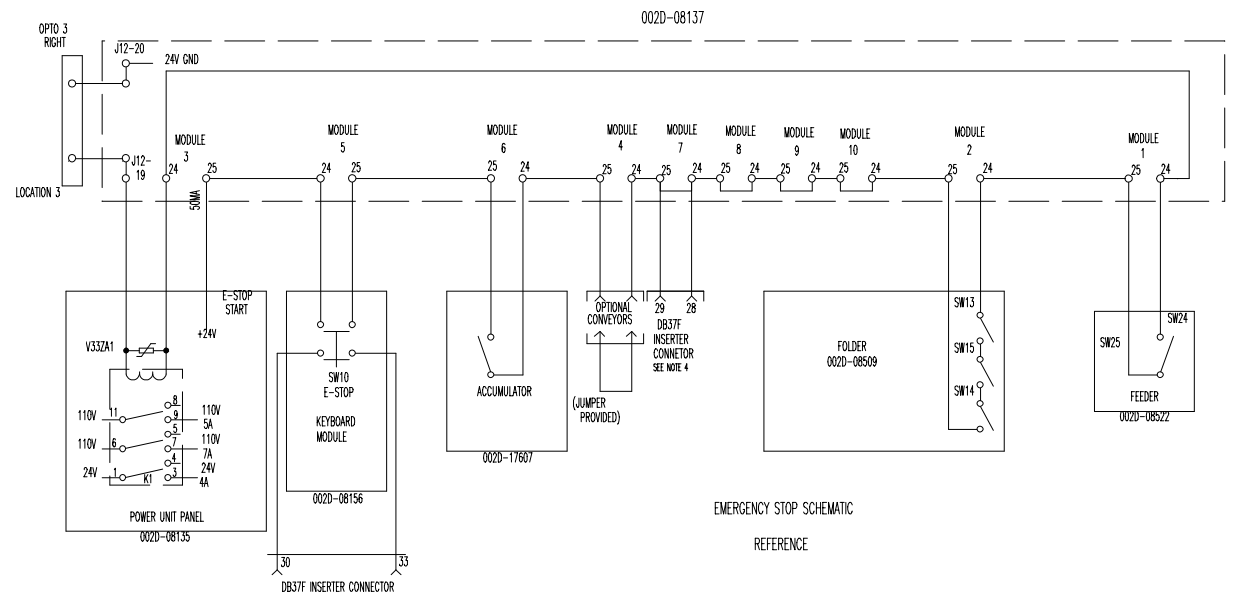 002D-08137
OPTO 3
RIGHT
J12-20
24V GND
J12-
19
LOCATION 3
MODULE
3
24
25
50MA
MODULE
5
24
25
MODULE
6
25
24
MODULE
4
25
24
MODULE
7
25
24
MODULE
8
25
24
MODULE
9
25
24
MODULE
10
25
24
MODULE
2
25
24
MODULE
1
25
24
E-STOP
START
+24V
V33ZA1
110V
11
8
9
110V
5A
110V
6
5
7
110V
7A
24V
1
K1
4
3
24V
4A
POWER UNIT PANEL
002D-08135
SW10
E-STOP
KEYBOARD
MODULE
002D-08156
30
33
DB37F INSERTER CONNECTOR
ACCUMULATOR
002D-17607
OPTIONAL
CONVEYORS
(JUMPER
PROVIDED)
29
28
DB37F
INSERTER
CONNETOR
SEE NOTE 4
FOLDER
002D-08509
SW13
SW15
SW14
SW24
SW25
FEEDER
002D-08522
EMERGENCY STOP SCHEMATIC
REFERENCE